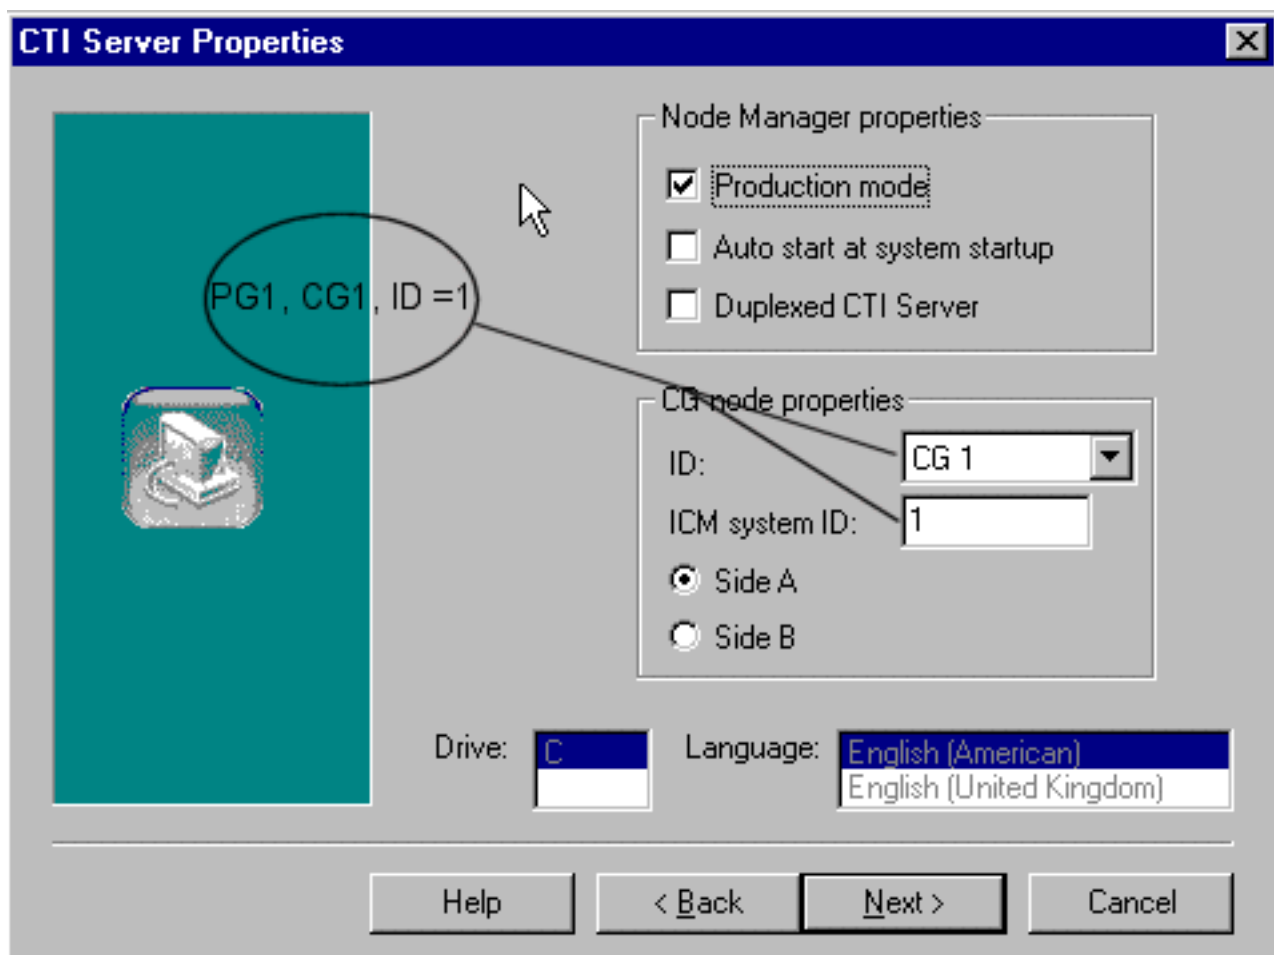 CTI Server Properties
Node Manager properties
Production mode
Auto start at system startup
Duplexed CTI Server
PG1, CG1, ID =1
CG node properties
ID:
CG 1
ICM system ID:
1
Side A
Side B
Drive:
C
Language:
English (American)
English (United Kingdom)
Help
< Back
Next >
Cancel